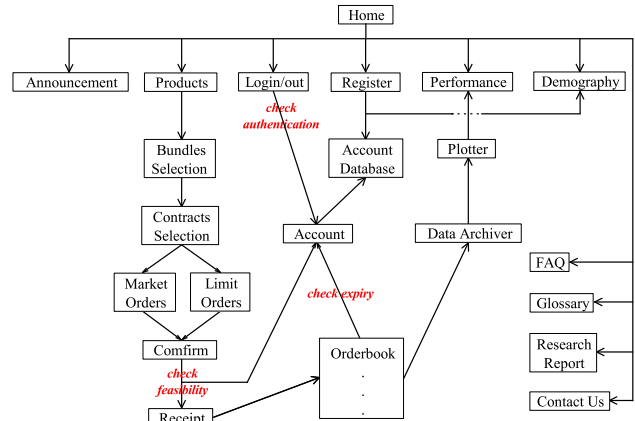 Home
Announcement
Products
Login/out
Register
Performance
Demography
check
authentication
Bundles
Selection
Account
Database
Plotter
Contracts
Selection
Account
Data Archiver
FAQ
Market
Orders
Limit
Orders
check expiry
Glossary
Comfirm
Orderbook
.
.
.
Research
Report
check
feasibility
Contact Us
Receipt